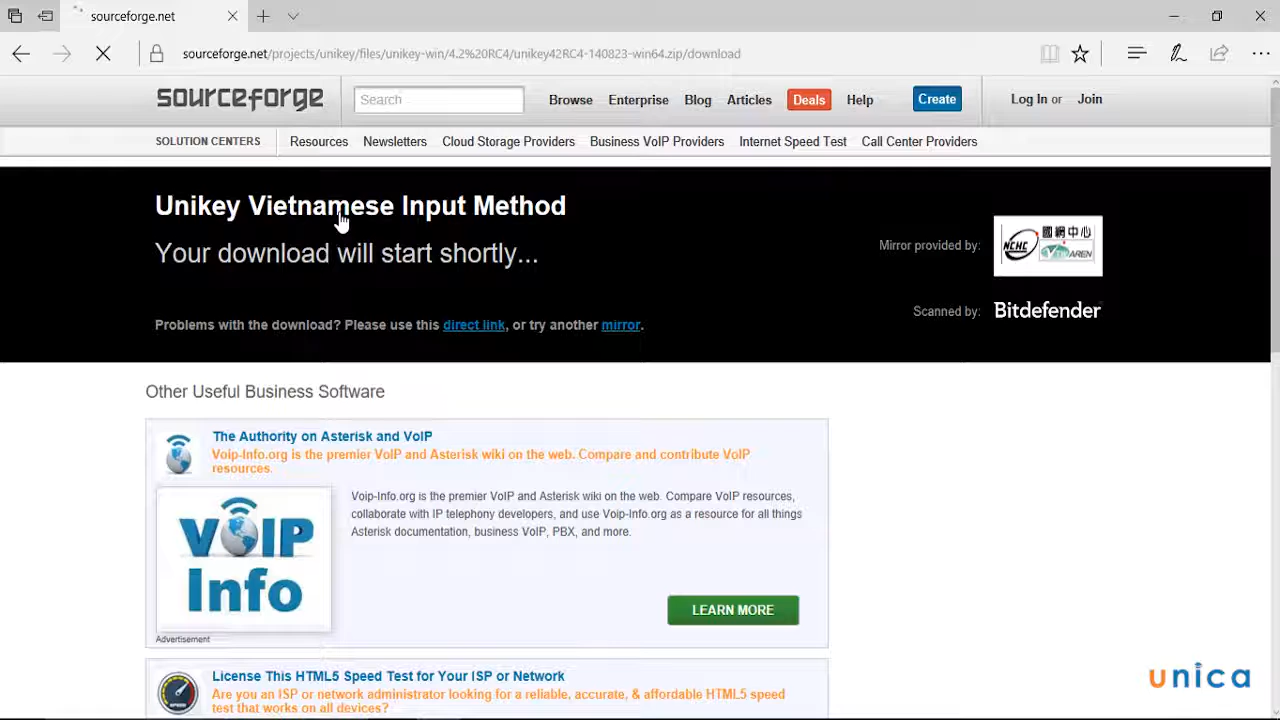 sourceforge.net
sourceforge.net/projects/unikey/files/unikey-win/4.2%20RC4/unikey42RC4-140823-win64.zip/download
sourceforge
Search
Browse
Enterprise
Blog
Articles
Deals
Help
Create
Log In or Join
SOLUTION CENTERS
Resources
Newsletters
Cloud Storage Providers
Business VoIP Providers
Internet Speed Test
Call Center Providers
Unikey Vietnamese Input Method
Your download will start shortly...
Mirror provided by:
NCHC
國網中心
Scanned by:
Bitdefender
Problems with the download? Please use this direct link, or try another mirror.
Other Useful Business Software
The Authority on Asterisk and VoIP
Voip-Info.org is the premier VoIP and Asterisk wiki on the web. Compare and contribute VoIP
resources.
VOIP
Info
Voip-Info.org is the premier VoIP and Asterisk wiki on the web. Compare VoIP resources,
collaborate with IP telephony developers, and use Voip-Info.org as a resource for all things
Asterisk documentation, business VoIP, PBX, and more.
LEARN MORE
Advertisement
License This HTML5 Speed Test for Your ISP or Network
Are you an ISP or network administrator looking for a reliable, accurate, & affordable HTML5 speed
test that works on all devices?
SPEED
unica